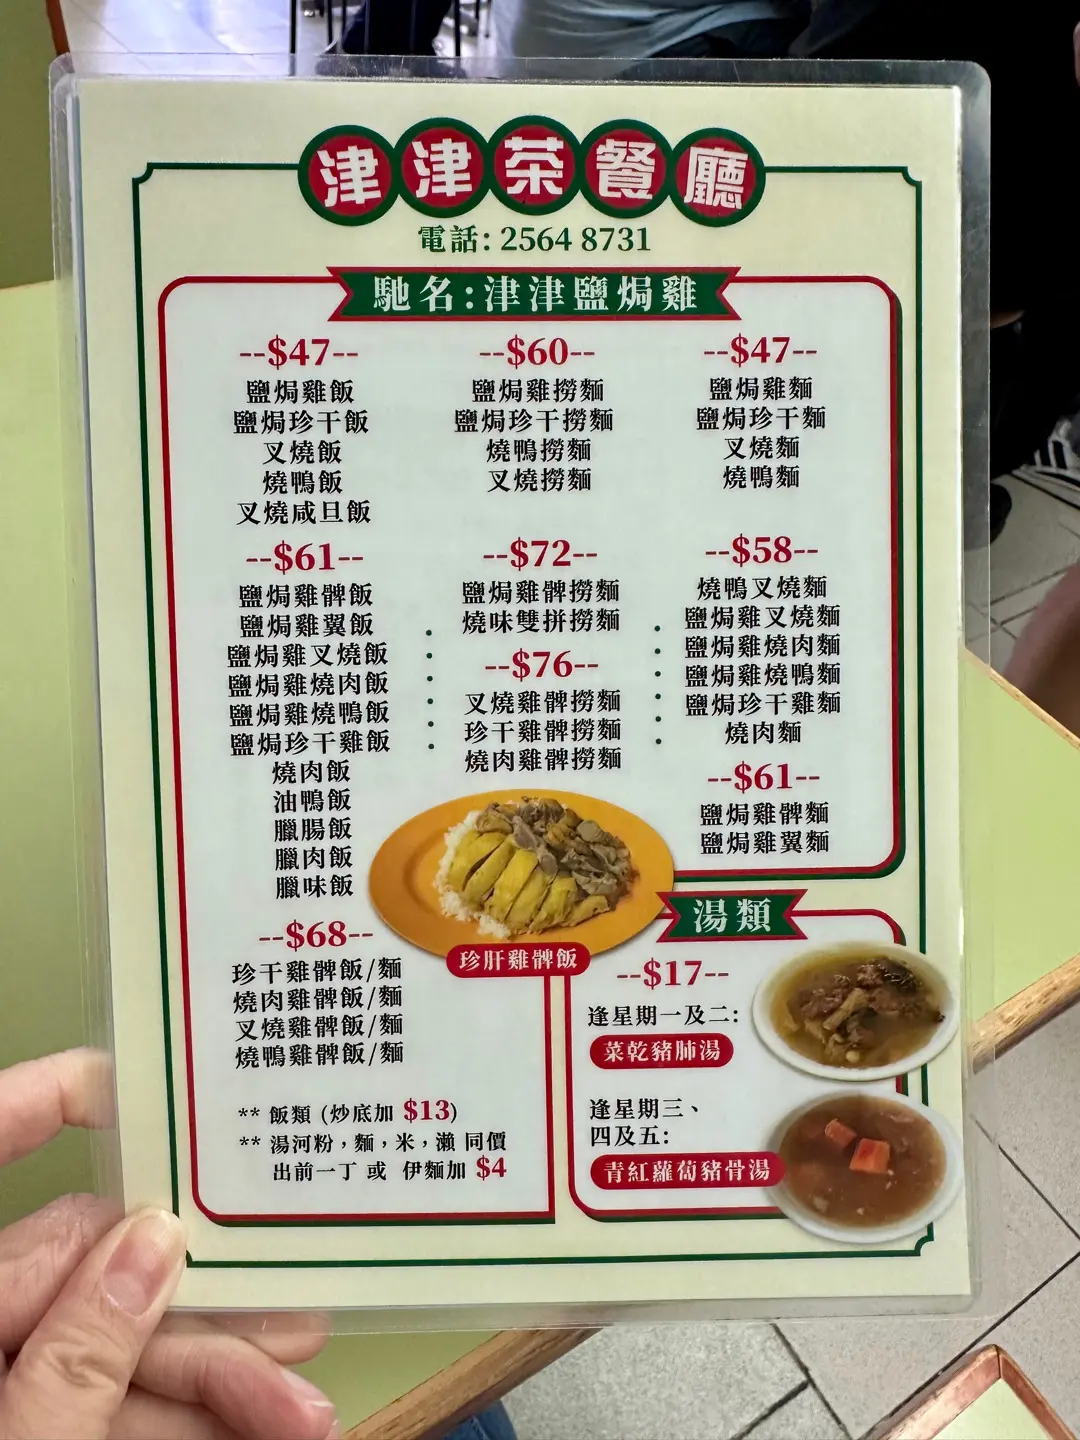 津津茶餐廳
電話: 2564 8731
馳名:津津鹽焗雞
--$47--
鹽焗雞飯
鹽焗珍干飯
叉燒飯
燒鴨飯
叉燒咸旦飯
--$61--
鹽焗雞髀飯
鹽焗雞翼飯
鹽焗雞叉燒飯
鹽焗雞燒肉飯
鹽焗雞燒鴨飯
鹽焗珍干雞飯
燒肉飯
油鴨飯
臘腸飯
臘肉飯
臘味飯
--$68--
珍干雞髀飯/麵
燒肉雞髀飯/麵
叉燒雞髀飯/麵
燒鴨雞髀飯/麵
** 飯類 (炒底加 $13)
** 湯河粉,麵,米,瀨 同價
出前一丁 或 伊麵加 $4
--$60--
鹽焗雞撈麵
鹽焗珍干撈麵
燒鴨撈麵
叉燒撈麵
--$72--
鹽焗雞髀撈麵
燒味雙拼撈麵
--$76--
叉燒雞髀撈麵
珍干雞髀撈麵
燒肉雞髀撈麵
珍肝雞髀飯
--$47--
鹽焗雞麵
鹽焗珍干麵
叉燒麵
燒鴨麵
--$58--
燒鴨叉燒麵
鹽焗雞叉燒麵
鹽焗雞燒肉麵
鹽焗雞燒鴨麵
鹽焗珍干雞麵
燒肉麵
--$61--
鹽焗雞髀麵
鹽焗雞翼麵
湯類
--$17--
逢星期一及二:
菜乾豬肺湯
逢星期三、
四及五:
青紅蘿蔔豬骨湯